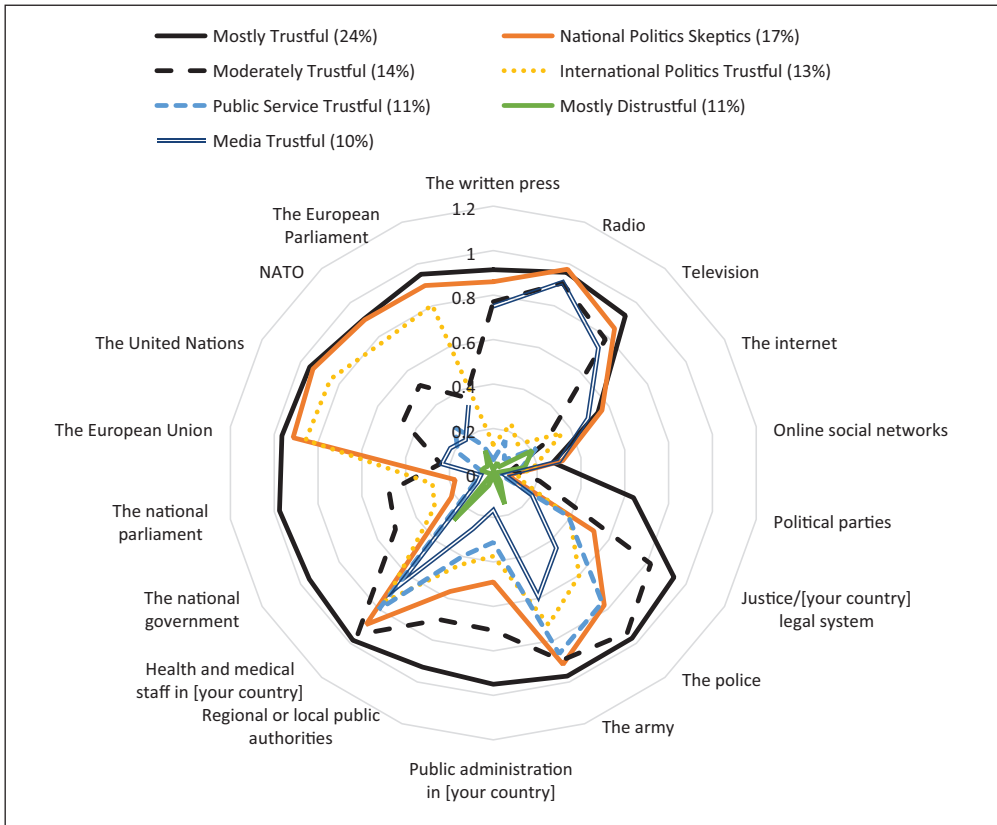 Mostly Trustful (24%)
National Politics Skeptics (17%)
Moderately Trustful (14%)
International Politics Trustful (13%)
Public Service Trustful (11%)
Mostly Distrustful (11%)
Media Trustful (10%)
The written press
1.2
1
0.8
0.6
0.4
0.2
0
Radio
Television
The internet
Online social networks
Political parties
Justice/[your country]
legal system
The police
The army
Public administration
in [your country]
Regional or local public
authorities
Health and medical
staff in [your country]
The national
government
The national
parliament
The European Union
The United Nations
NATO
The European
Parliament